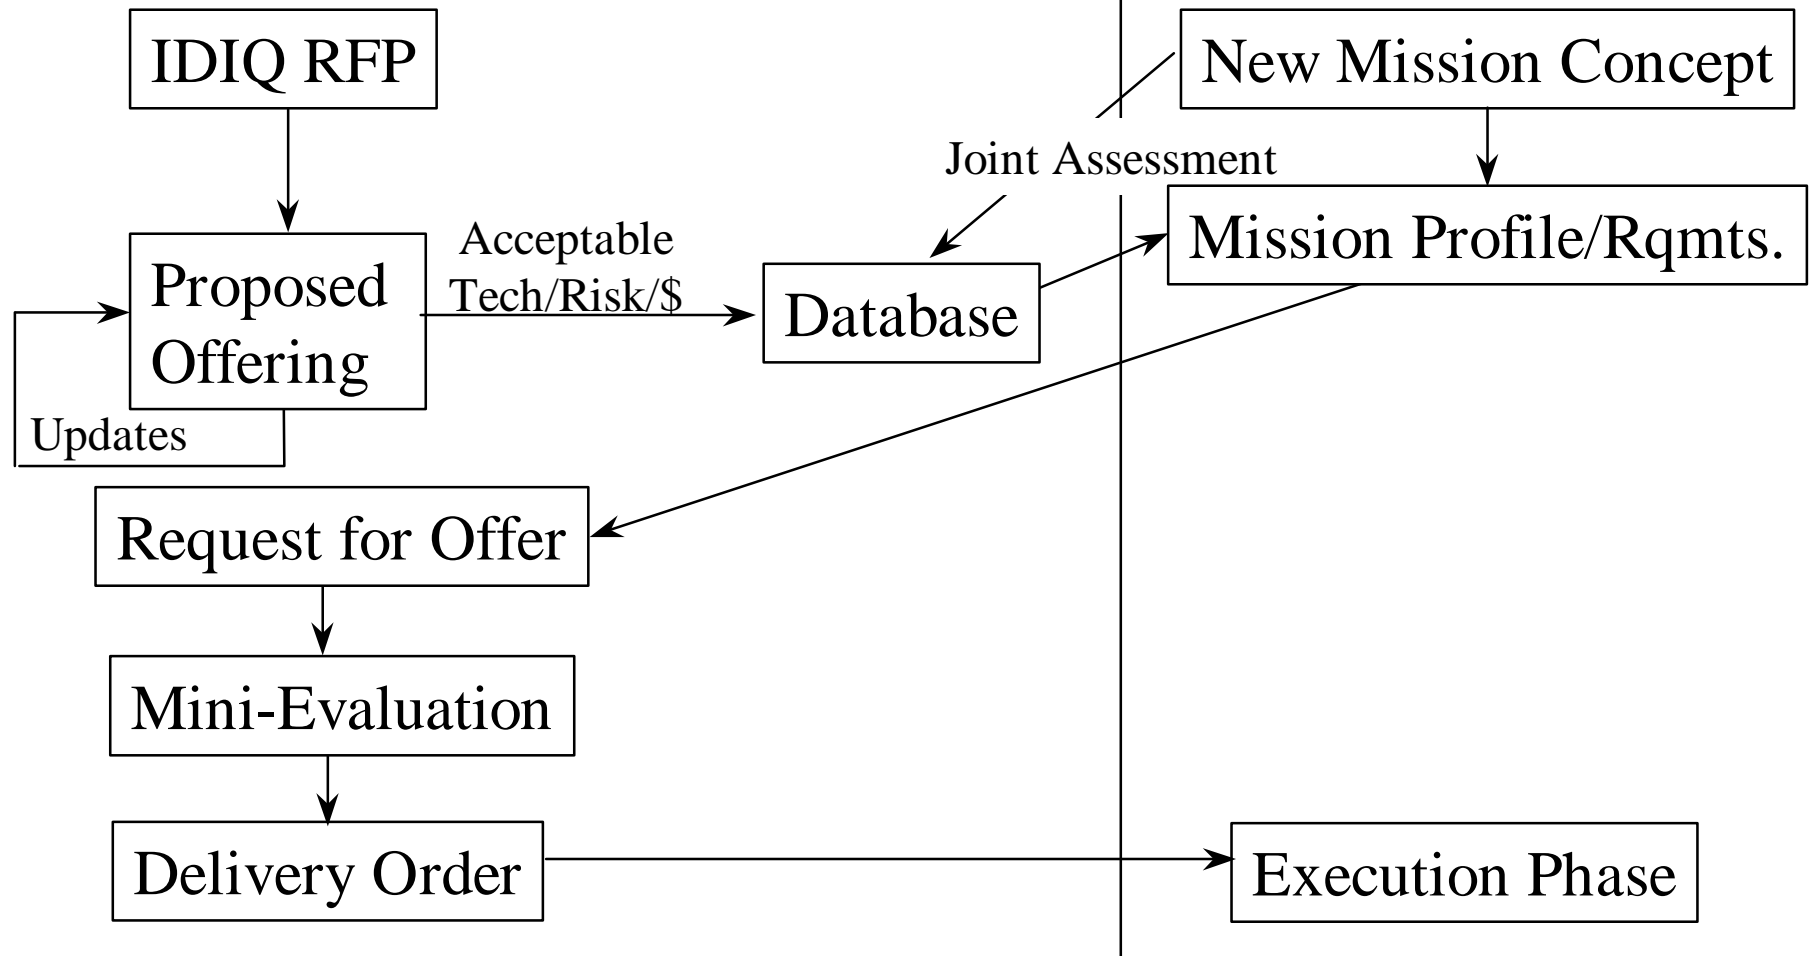 IDIQ RFP
New Mission Concept
Joint Assessment
Acceptable
Tech/Risk/$
Mission Profile/Rqmts.
Proposed
Offering
Database
Updates
Request for Offer
Mini-Evaluation
Delivery Order
Execution Phase